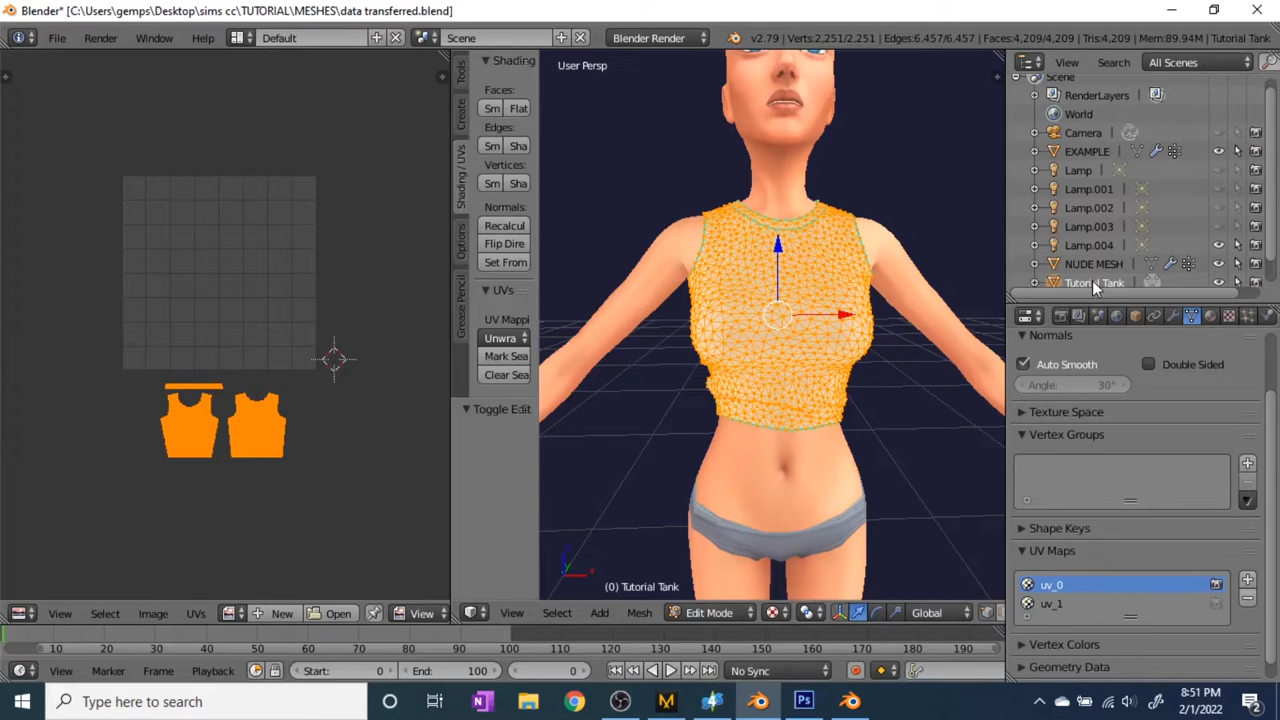 Blender* [C:\Users\gemps\Desktop\sims cc\TUTORIAL\MESHES\data transferred.blend]
File Render Window Help Default Scene Blender Render v2.79 | Verts:2,251/2,251 | Edges:6,457/6,457 | Faces:4,209/4,209 | Tris:4,209 | Mem:89.94M | Tutorial Tank
View Search All Scenes
Scene
RenderLayers
World
Camera
EXAMPLE
Lamp
Lamp.001
Lamp.002
Lamp.003
Lamp.004
NUDE MESH
Tutorial Tank
Tools
Create
Shading / UVs
Options
Grease Pencil
Shading
Faces:
Sm Flat
Edges:
Sm Sha
Vertices:
Sm Sha
Normals:
Recalcul
Flip Dire
Set From
UVs
UV Mappi
Unwra
Mark Sea
Clear Sea
Toggle Edit
User Persp
(0) Tutorial Tank
Normals
Auto Smooth Double Sided
Angle: 30°
Texture Space
Vertex Groups
Shape Keys
UV Maps
uv_0
uv_1
Vertex Colors
Geometry Data
View Select Image UVs New Open View
View Select Add Mesh Edit Mode Global
10 20 30 40 50 60 70 80 90 100 110 120 130 140 150 160 170 180 190
View Marker Frame Playback Start: 0 End: 100 0 No Sync
Type here to search
8:51 PM
2/1/2022
2